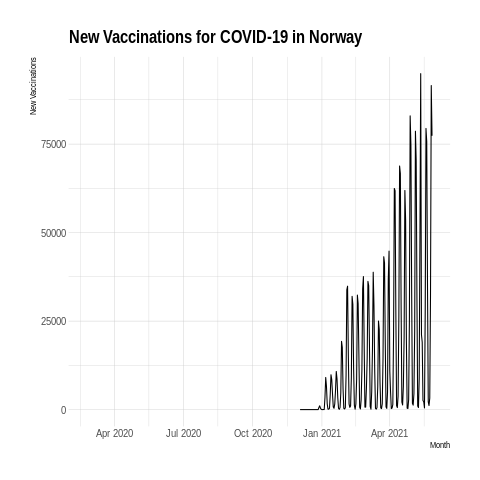 New Vaccinations for COVID-19 in Norway
New Vaccinations
75000
50000
25000
0
Apr 2020 Jul 2020 Oct 2020 Jan 2021 Apr 2021
Month